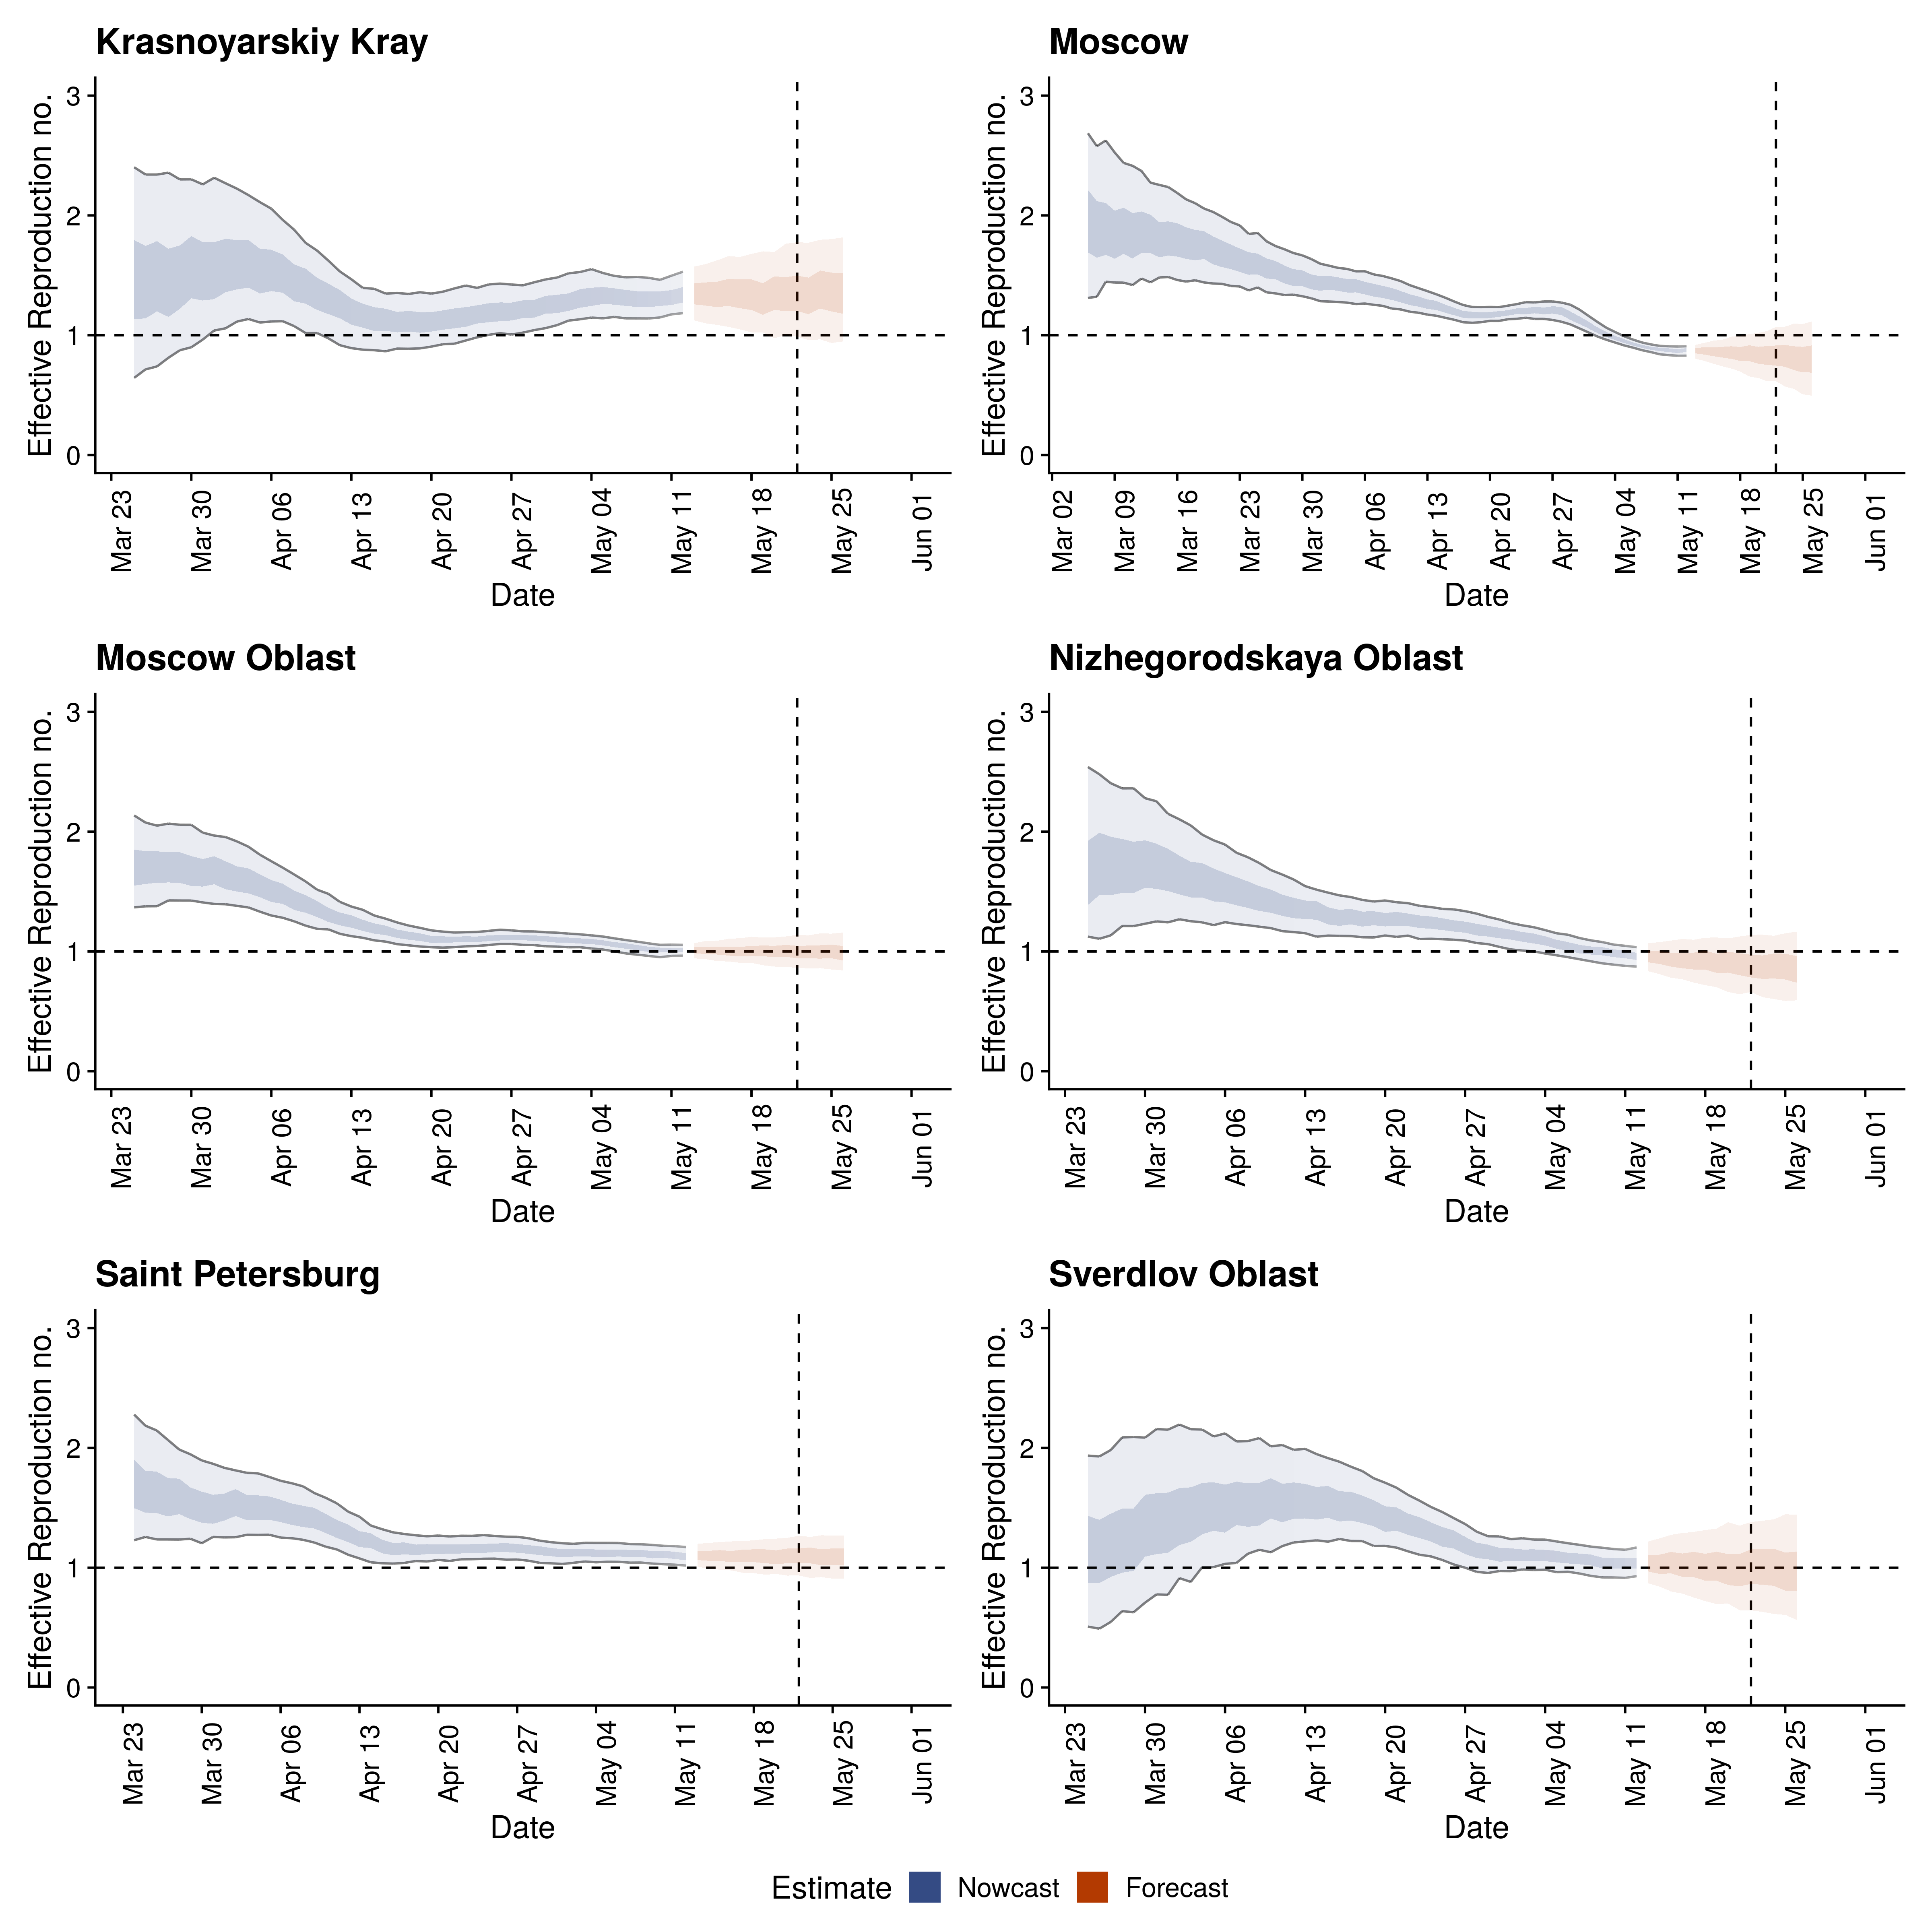 Krasnoyarskiy Kray
Effective Reproduction no.
3
2
1
0
Mar 23
Mar 30
Apr 06
Apr 13
Apr 20
Apr 27
May 04
May 11
May 18
May 25
Jun 01
Date
Moscow
Effective Reproduction no.
3
2
1
0
Mar 02
Mar 09
Mar 16
Mar 23
Mar 30
Apr 06
Apr 13
Apr 20
Apr 27
May 04
May 11
May 18
May 25
Jun 01
Date
Moscow Oblast
Effective Reproduction no.
3
2
1
0
Mar 23
Mar 30
Apr 06
Apr 13
Apr 20
Apr 27
May 04
May 11
May 18
May 25
Jun 01
Date
Nizhegorodskaya Oblast
Effective Reproduction no.
3
2
1
0
Mar 23
Mar 30
Apr 06
Apr 13
Apr 20
Apr 27
May 04
May 11
May 18
May 25
Jun 01
Date
Saint Petersburg
Effective Reproduction no.
3
2
1
0
Mar 23
Mar 30
Apr 06
Apr 13
Apr 20
Apr 27
May 04
May 11
May 18
May 25
Jun 01
Date
Sverdlov Oblast
Effective Reproduction no.
3
2
1
0
Mar 23
Mar 30
Apr 06
Apr 13
Apr 20
Apr 27
May 04
May 11
May 18
May 25
Jun 01
Date
Estimate Nowcast Forecast